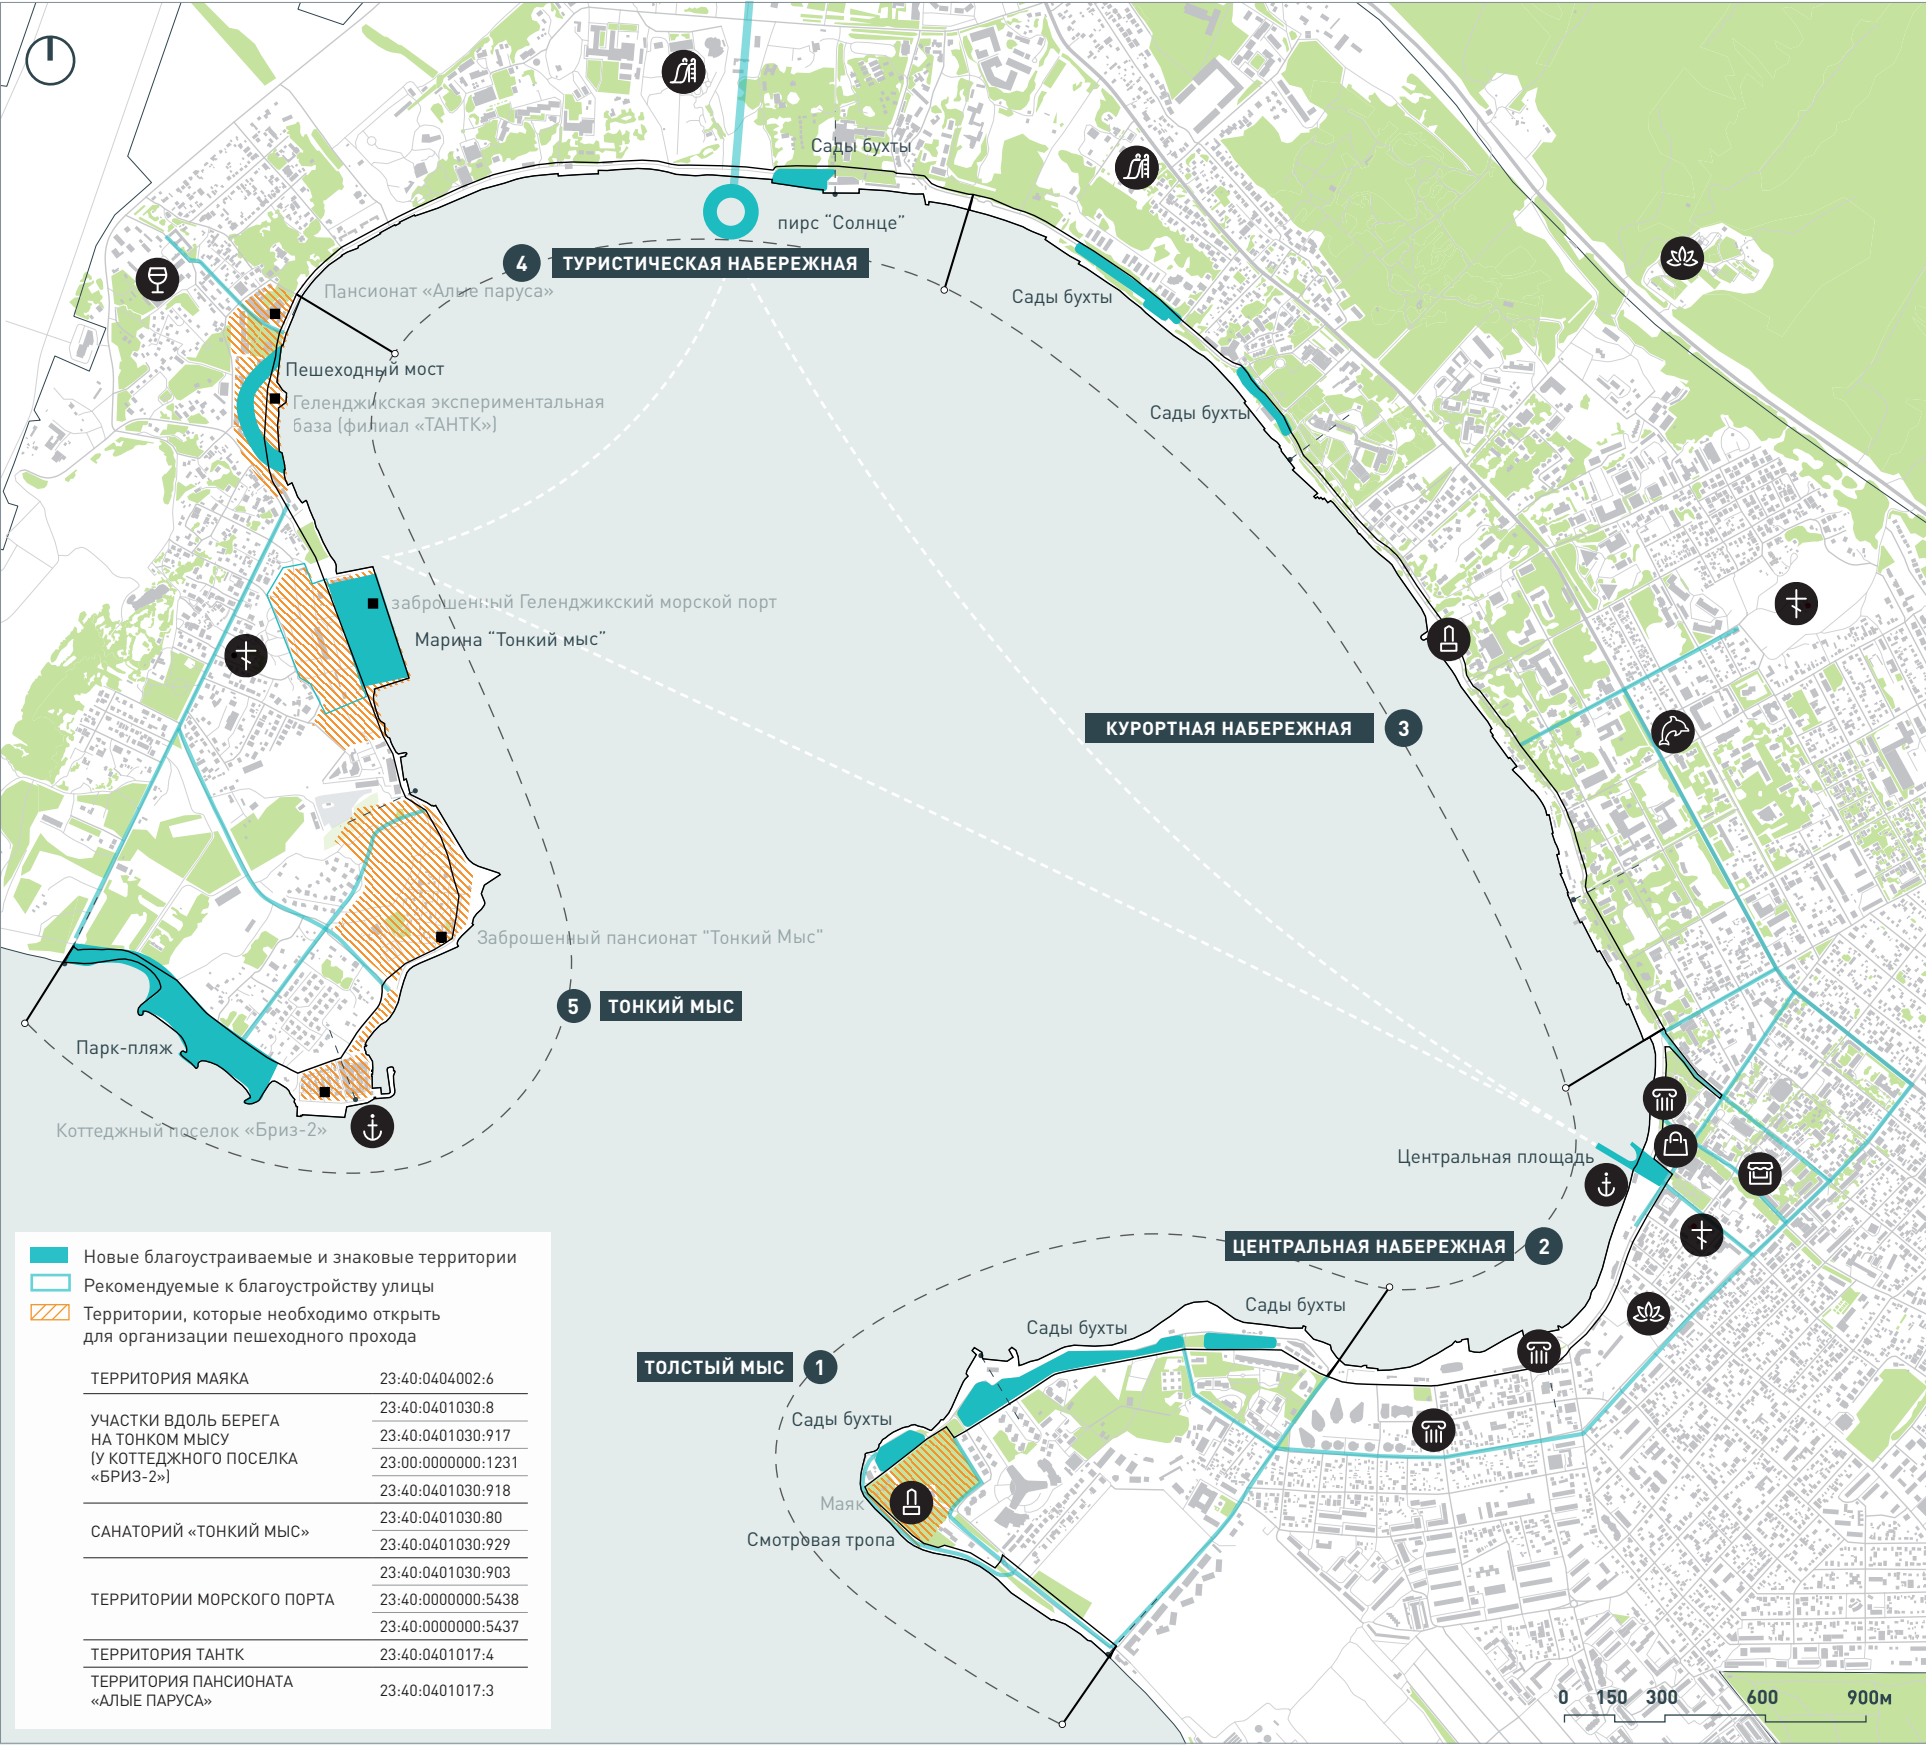 Сады бухты
пирс “Солнце”
4 ТУРИСТИЧЕСКАЯ НАБЕРЕЖНАЯ
Пансионат «Алые паруса»
Сады бухты
Пешеходный мост
Геленджикская экспериментальная
база (филиал «ТАНТК»)
Сады бухты
заброшенный Геленджикский морской порт
Марина “Тонкий мыс”
КУРОРТНАЯ НАБЕРЕЖНАЯ 3
Заброшенный пансионат "Тонкий Мыс"
5 ТОНКИЙ МЫС
Парк-пляж
Коттеджный поселок «Бриз-2»
Центральная площадь
ЦЕНТРАЛЬНАЯ НАБЕРЕЖНАЯ 2
Сады бухты
Сады бухты
ТОЛСТЫЙ МЫС 1
Сады бухты
Маяк
Смотровая тропа
Новые благоустраиваемые и знаковые территории
Рекомендуемые к благоустройству улицы
Территории, которые необходимо открыть
для организации пешеходного прохода
ТЕРРИТОРИЯ МАЯКА 23:40:0404002:6
УЧАСТКИ ВДОЛЬ БЕРЕГА
НА ТОНКОМ МЫСУ
(У КОТТЕДЖНОГО ПОСЕЛКА
«БРИЗ-2»)
23:40:0401030:8
23:40:0401030:917
23:00:0000000:1231
23:40:0401030:918
САНАТОРИЙ «ТОНКИЙ МЫС»
23:40:0401030:80
23:40:0401030:929
ТЕРРИТОРИИ МОРСКОГО ПОРТА
23:40:0401030:903
23:40:0000000:5438
23:40:0000000:5437
ТЕРРИТОРИЯ ТАНТК 23:40:0401017:4
ТЕРРИТОРИЯ ПАНСИОНАТА
«АЛЫЕ ПАРУСА»
23:40:0401017:3
0 150 300 600 900м